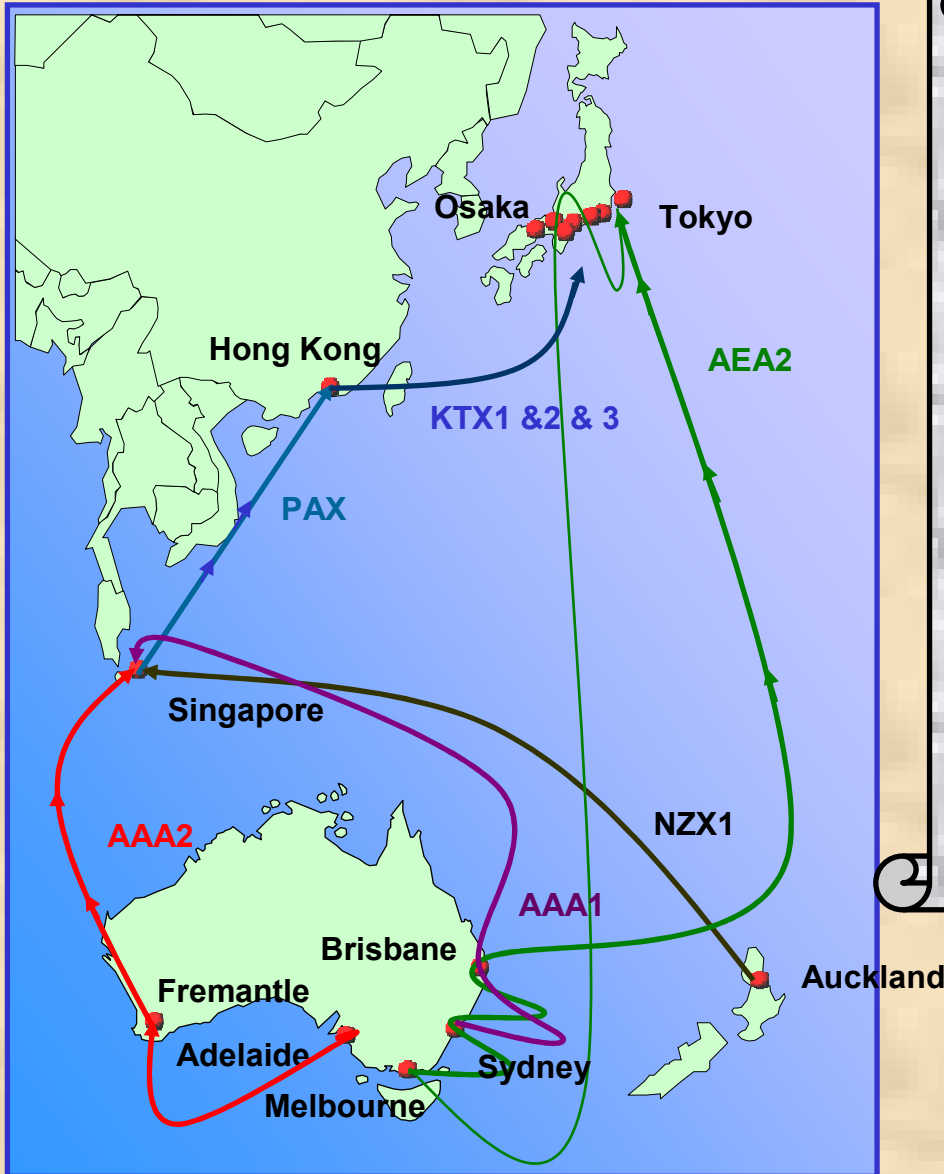 Osaka
Tokyo
Hong Kong
AEA2
KTX1 &2 & 3
PAX
Singapore
NZX1
AAA2
AAA1
Brisbane
Auckland
Fremantle
Adelaide
Sydney
Melbourne